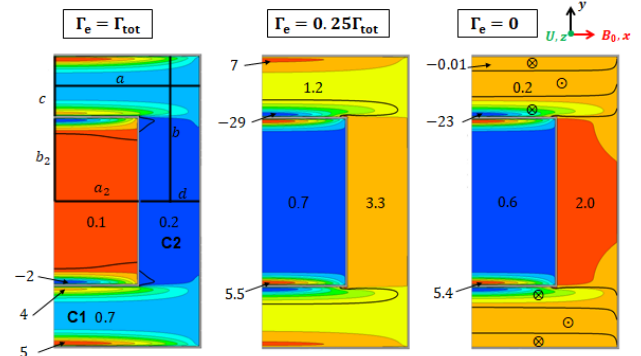 Γe = Γtot
Γe = 0.25Γtot
Γe = 0
y
U, z
B0, x
a
c
b
b2
a2
d
0.1
0.2
C2
−2
4
C1 0.7
5
7
1.2
−29
0.7
3.3
5.5
−0.01
⊗
0.2
⊙
⊗
−23
0.6
2.0
5.4
⊗
⊙
⊗